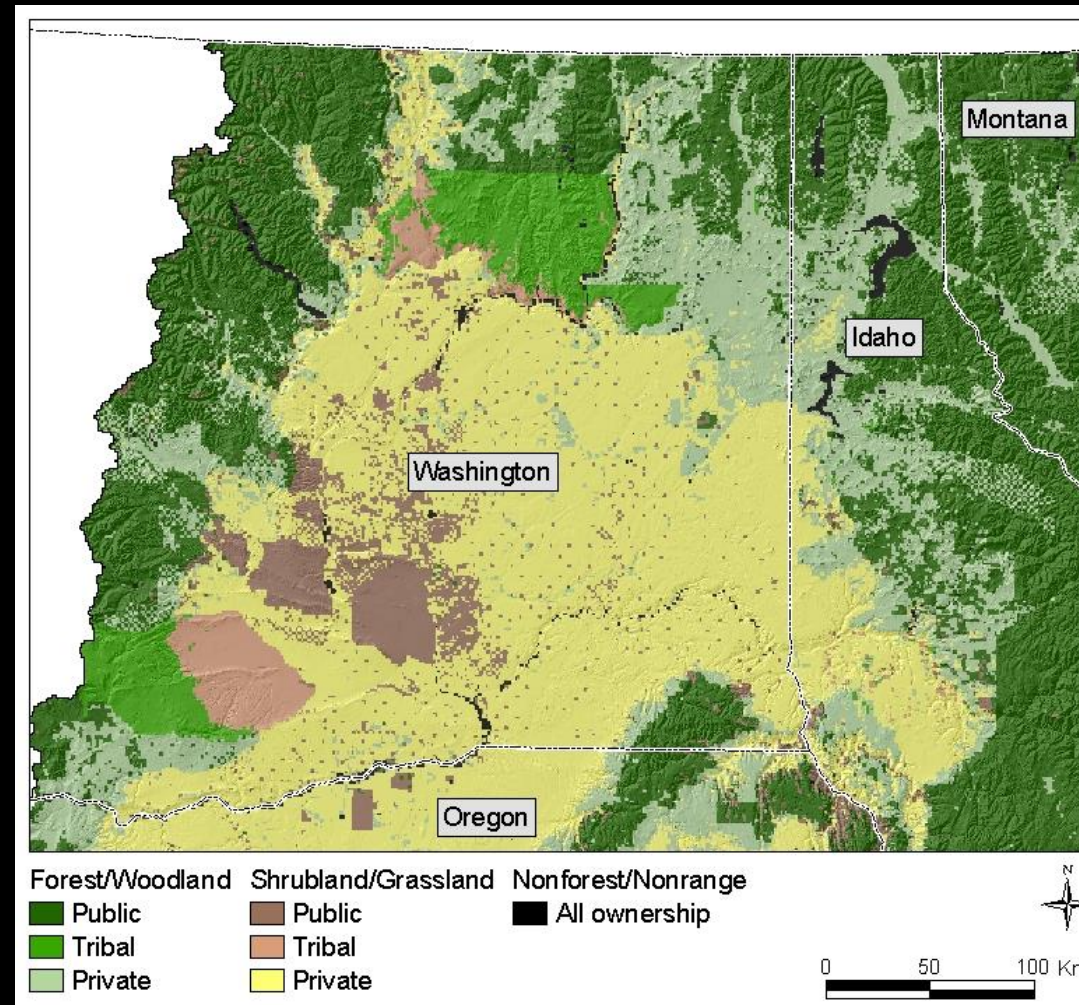 Montana
Idaho
Washington
Oregon
Forest/Woodland Shrubland/Grassland Nonforest/Nonrange
Public Public All ownership
Tribal Tribal
Private Private
N
0 50 100 Kr